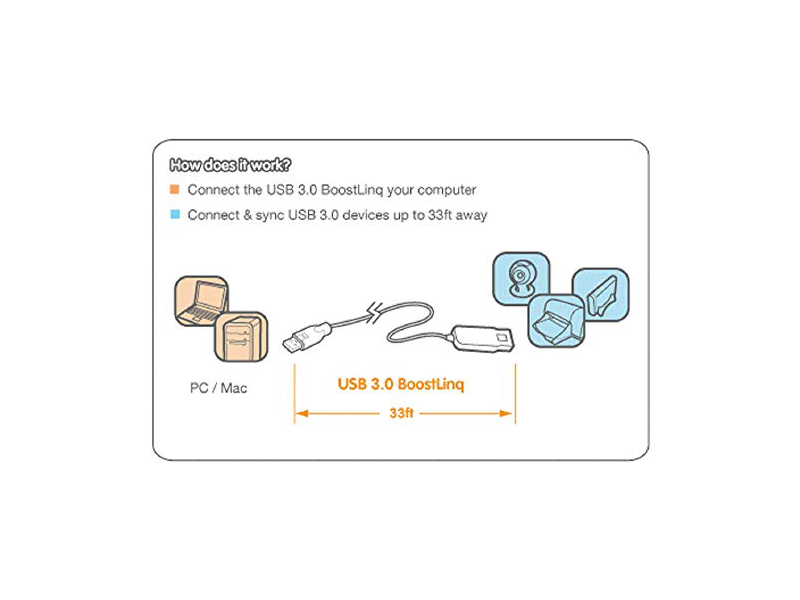 How does it work?
Connect the USB 3.0 BoostLinq your computer
Connect & sync USB 3.0 devices up to 33ft away
PC / Mac
USB 3.0 BoostLinq
33ft